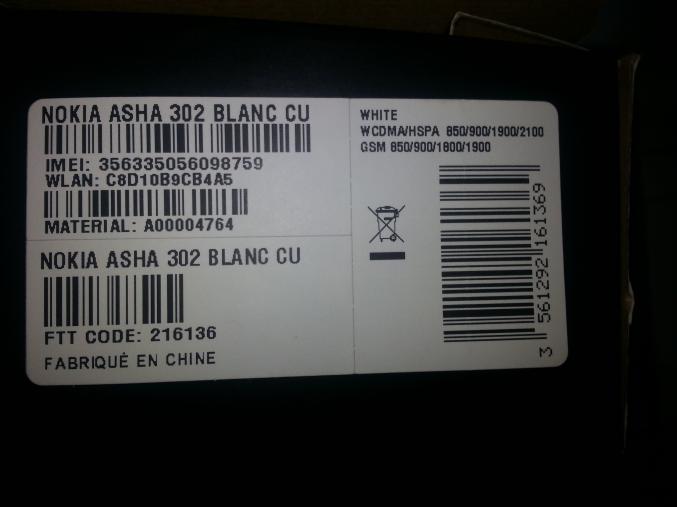 NOKIA ASHA 302 BLANC CU
IMEI: 356335056098759
WLAN: C8D10B9CB4A5
MATERIAL: A00004764
NOKIA ASHA 302 BLANC CU
FTT CODE: 216136
FABRIQUÉ EN CHINE
WHITE
WCDMA/HSPA 850/900/1900/2100
GSM 850/900/1800/1900
3 561292 161369